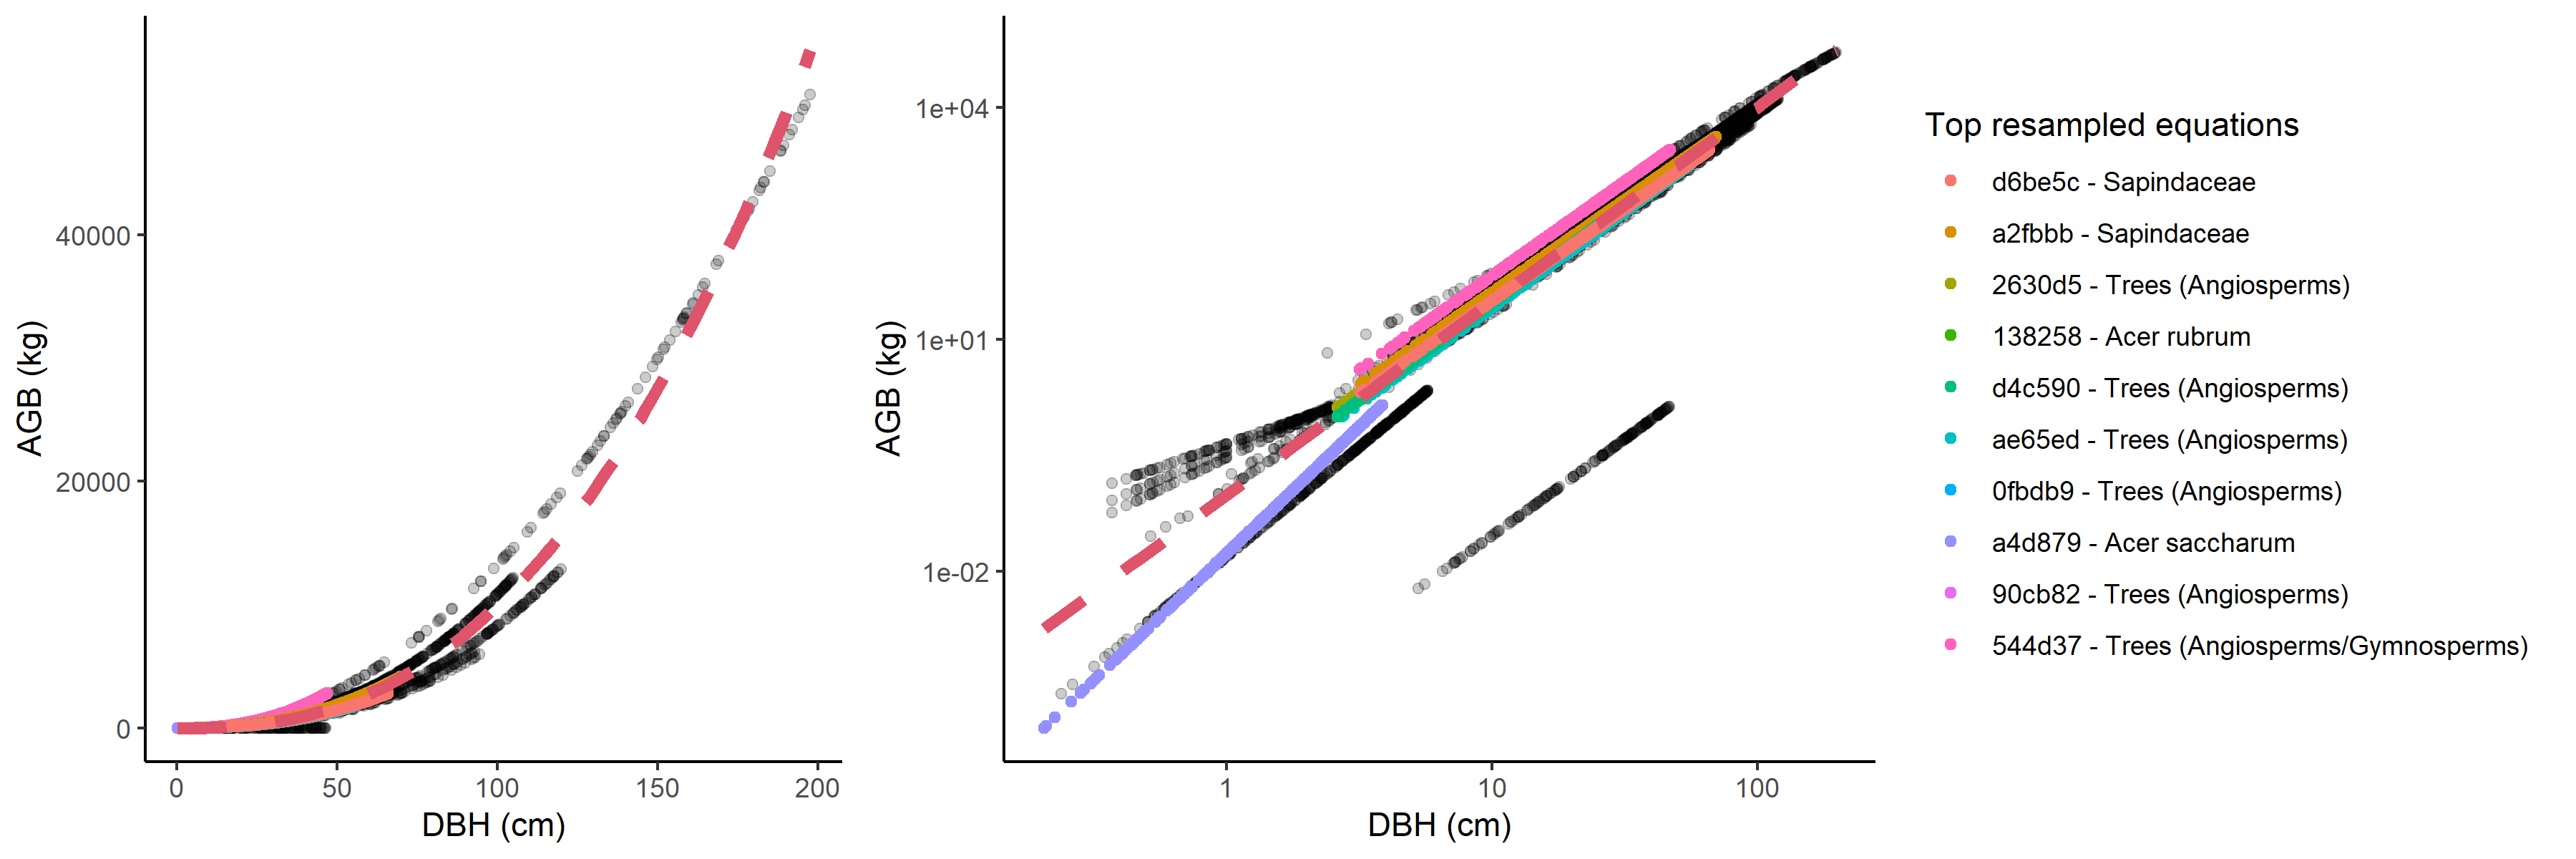 AGB (kg)
40000
20000
0
0 50 100 150 200
DBH (cm)
AGB (kg)
1e+04
1e+01
1e-02
1 10 100
DBH (cm)
Top resampled equations
d6be5c - Sapindaceae
a2fbbb - Sapindaceae
2630d5 - Trees (Angiosperms)
138258 - Acer rubrum
d4c590 - Trees (Angiosperms)
ae65ed - Trees (Angiosperms)
0fbdb9 - Trees (Angiosperms)
a4d879 - Acer saccharum
90cb82 - Trees (Angiosperms)
544d37 - Trees (Angiosperms/Gymnosperms)